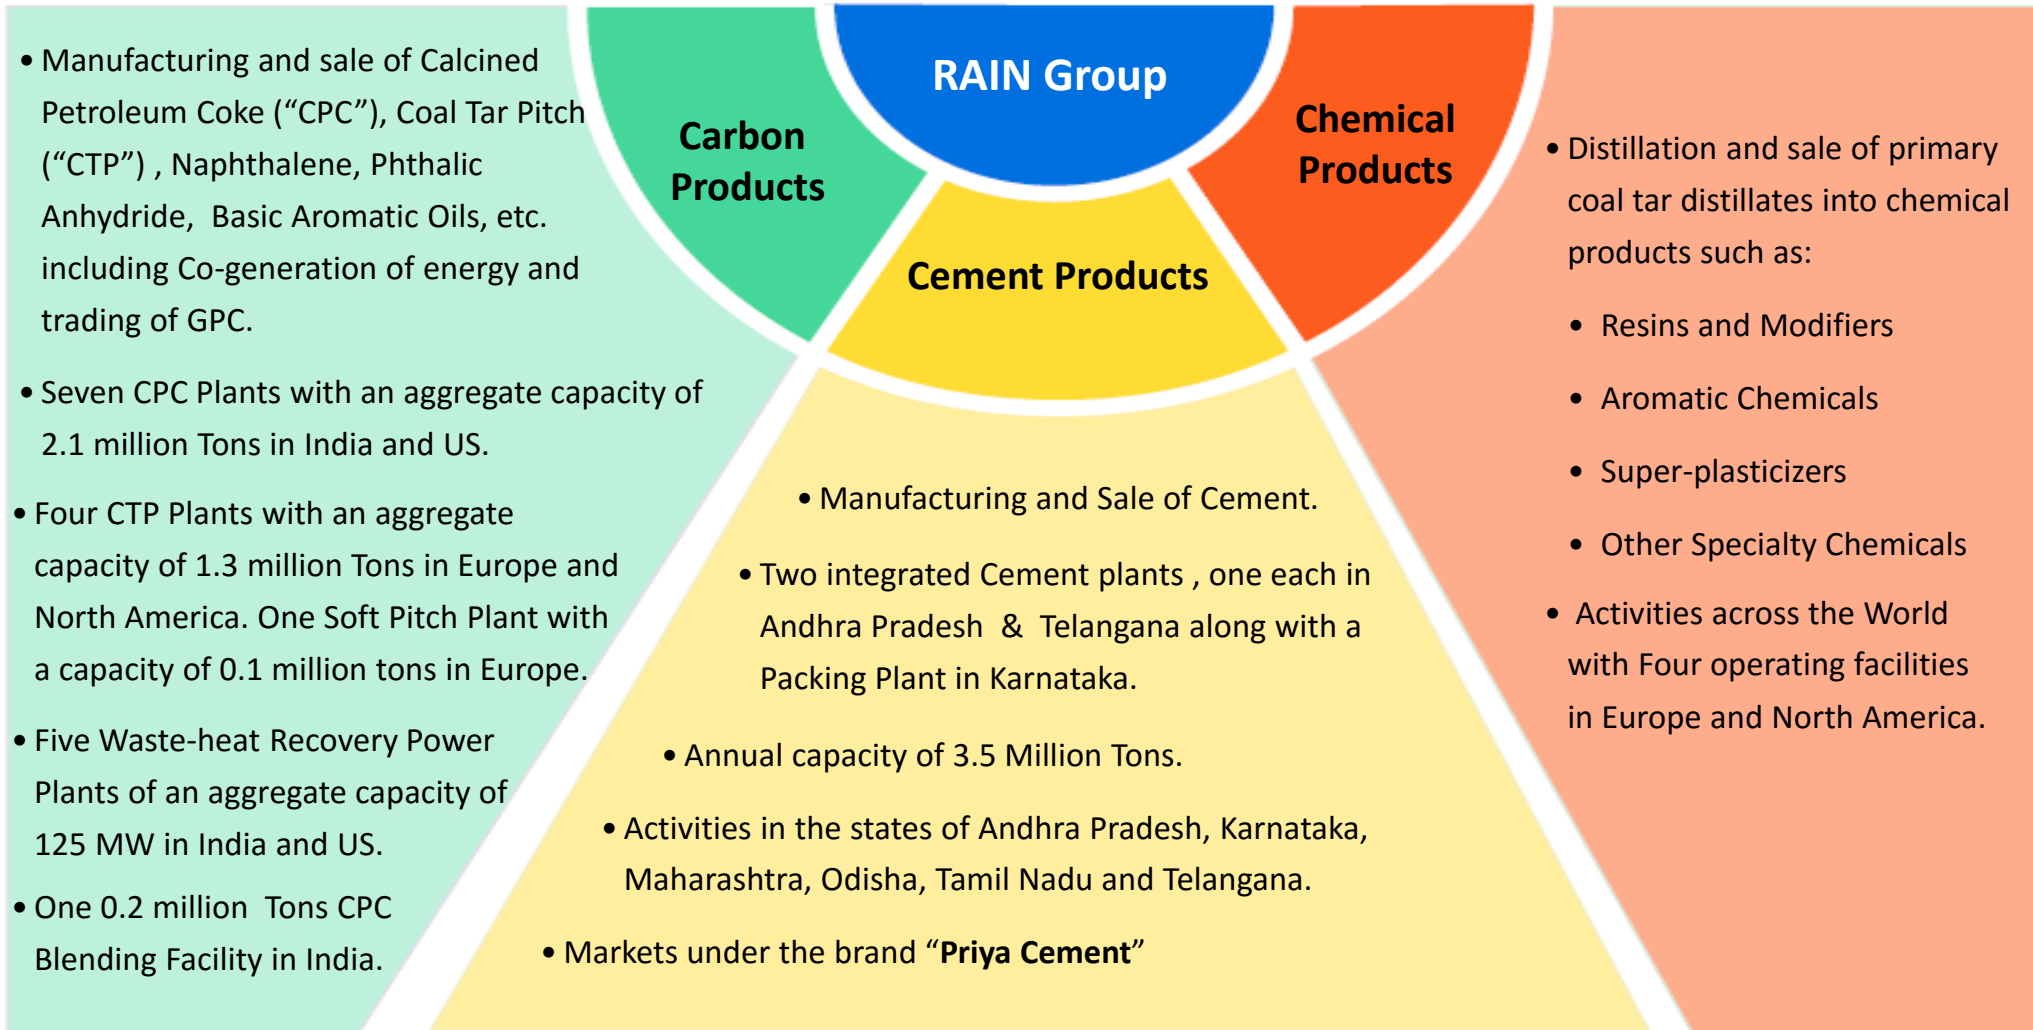 RAIN Group
Carbon
Products
• Manufacturing and sale of Calcined
Petroleum Coke (“CPC”), Coal Tar Pitch
(“CTP”) , Naphthalene, Phthalic
Anhydride,  Basic Aromatic Oils, etc.
including Co-generation of energy and
trading of GPC.
• Seven CPC Plants with an aggregate capacity of
2.1 million Tons in India and US.
• Four CTP Plants with an aggregate
capacity of 1.3 million Tons in Europe and
North America. One Soft Pitch Plant with
a capacity of 0.1 million tons in Europe.
• Five Waste-heat Recovery Power
Plants of an aggregate capacity of
125 MW in India and US.
• One 0.2 million  Tons CPC
Blending Facility in India.
Cement Products
• Manufacturing and Sale of Cement.
• Two integrated Cement plants , one each in
Andhra Pradesh  &  Telangana along with a
Packing Plant in Karnataka.
• Annual capacity of 3.5 Million Tons.
• Activities in the states of Andhra Pradesh, Karnataka,
Maharashtra, Odisha, Tamil Nadu and Telangana.
• Markets under the brand “Priya Cement”
Chemical
Products
• Distillation and sale of primary
coal tar distillates into chemical
products such as:
• Resins and Modifiers
• Aromatic Chemicals
• Super-plasticizers
• Other Specialty Chemicals
• Activities across the World
with Four operating facilities
in Europe and North America.